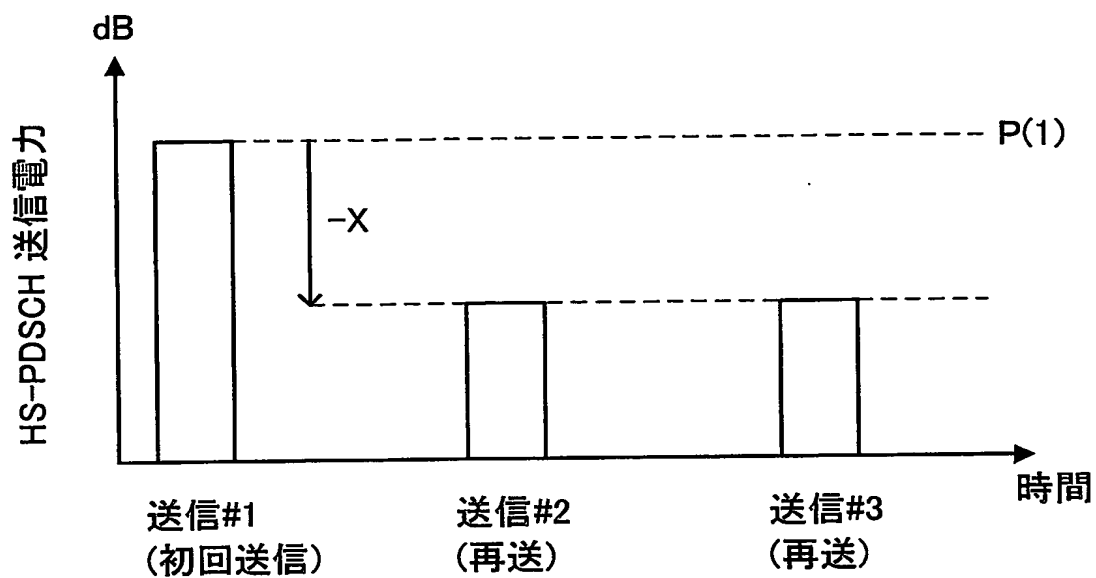 dB
HS-PDSCH 送信電力
P(1)
-X
時間
送信#1
(初回送信)
送信#2
(再送)
送信#3
(再送)